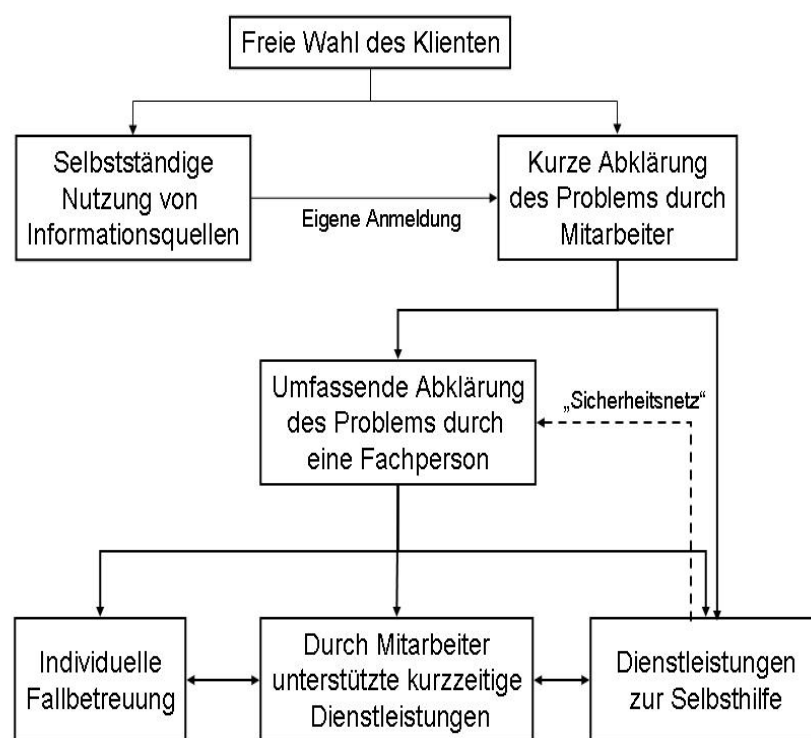 Freie Wahl des Klienten
Selbstständige
Nutzung von
Informationsquellen
Eigene Anmeldung
Kurze Abklärung
des Problems durch
Mitarbeiter
Umfassende Abklärung
des Problems durch
eine Fachperson
„Sicherheitsnetz“
Individuelle
Fallbetreuung
Durch Mitarbeiter
unterstützte kurzzeitige
Dienstleistungen
Dienstleistungen
zur Selbsthilfe